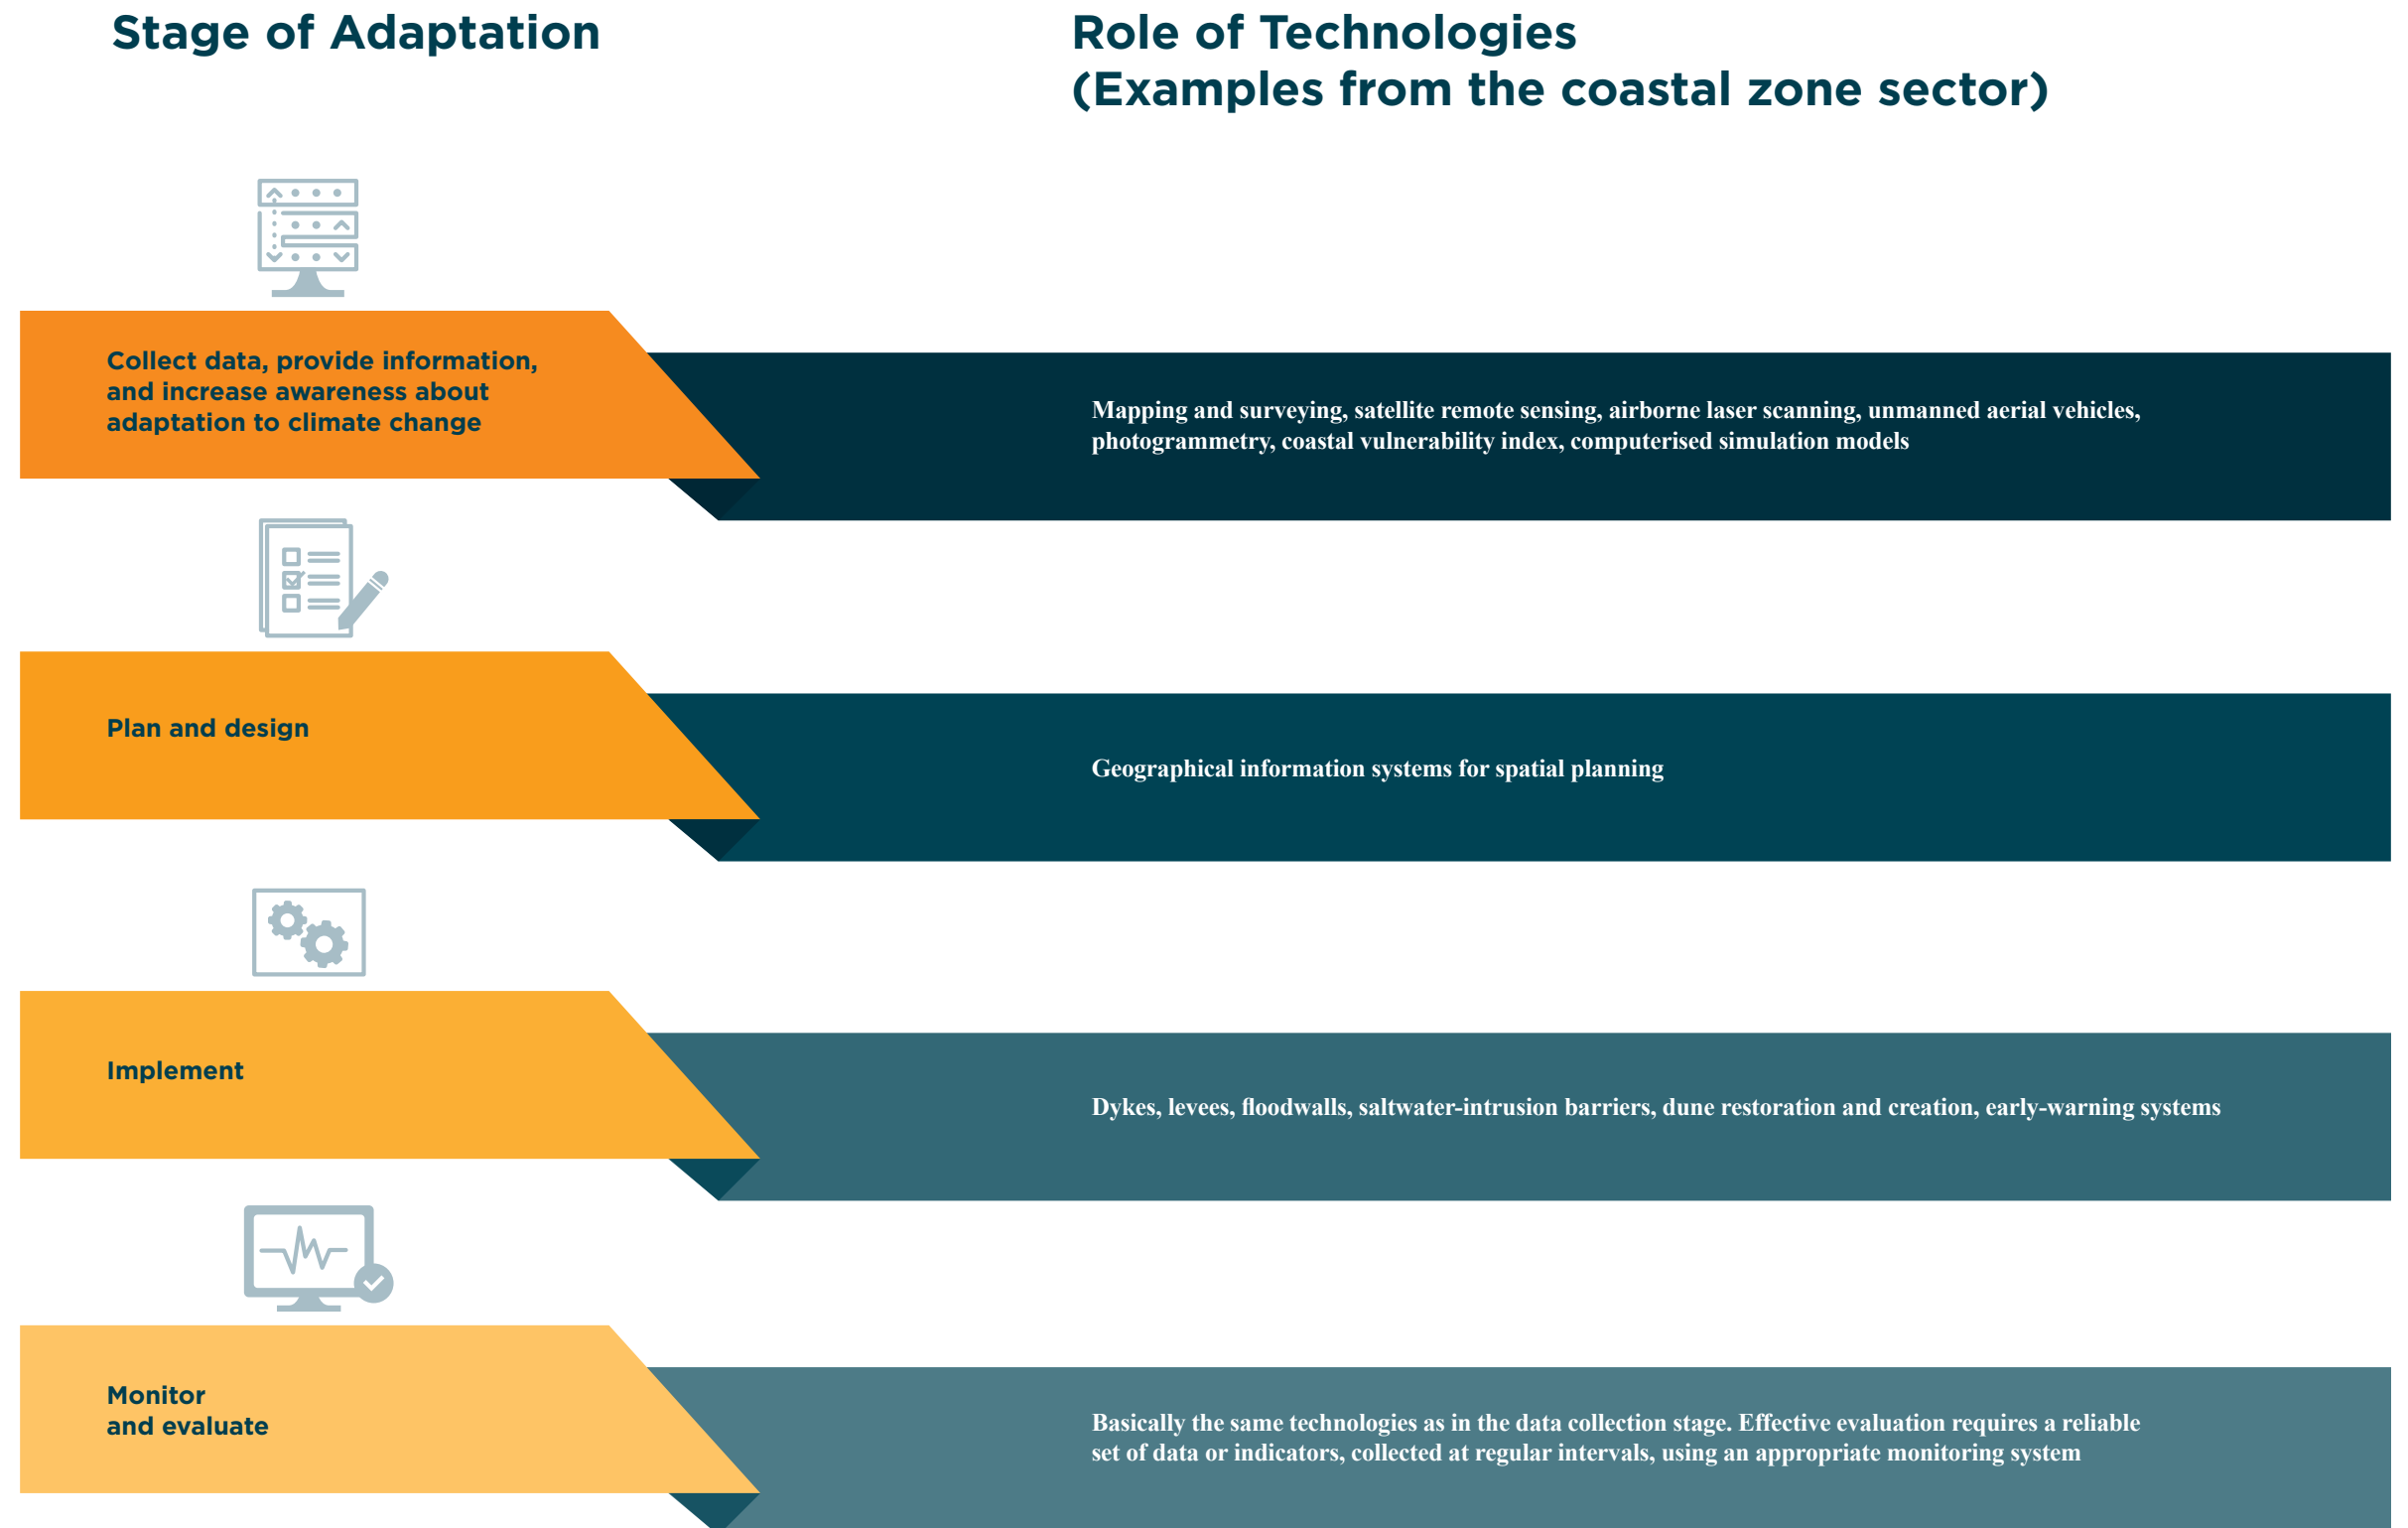 Stage of Adaptation
Role of Technologies
(Examples from the coastal zone sector)
Collect data, provide information,
and increase awareness about
adaptation to climate change
Mapping and surveying, satellite remote sensing, airborne laser scanning, unmanned aerial vehicles,
photogrammetry, coastal vulnerability index, computerised simulation models
Plan and design
Geographical information systems for spatial planning
Implement
Dykes, levees, floodwalls, saltwater-intrusion barriers, dune restoration and creation, early-warning systems
Monitor
and evaluate
Basically the same technologies as in the data collection stage. Effective evaluation requires a reliable
set of data or indicators, collected at regular intervals, using an appropriate monitoring system